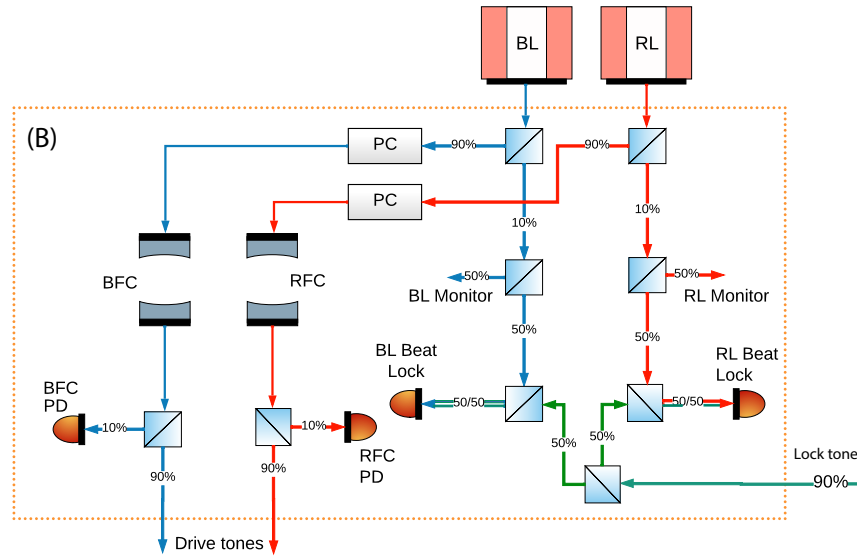 BL
RL
(B)
PC
90%
90%
PC
10%
10%
BFC
RFC
50%
BL Monitor
50%
RL Monitor
50%
50%
BL Beat
Lock
RL Beat
Lock
50/50
50/50
BFC
PD
10%
10%
RFC
PD
50%
50%
Lock tone
90%
90%
90%
Drive tones